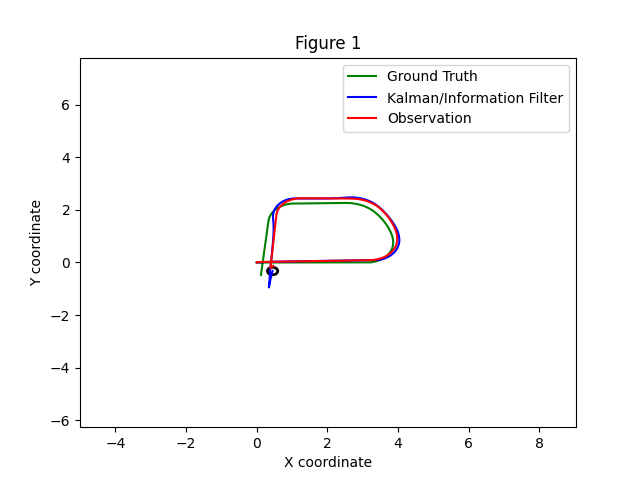 Figure 1
Ground Truth
Kalman/Information Filter
Observation
Y coordinate
6
4
2
0
−2
−4
−6
−4 −2 0 2 4 6 8
X coordinate